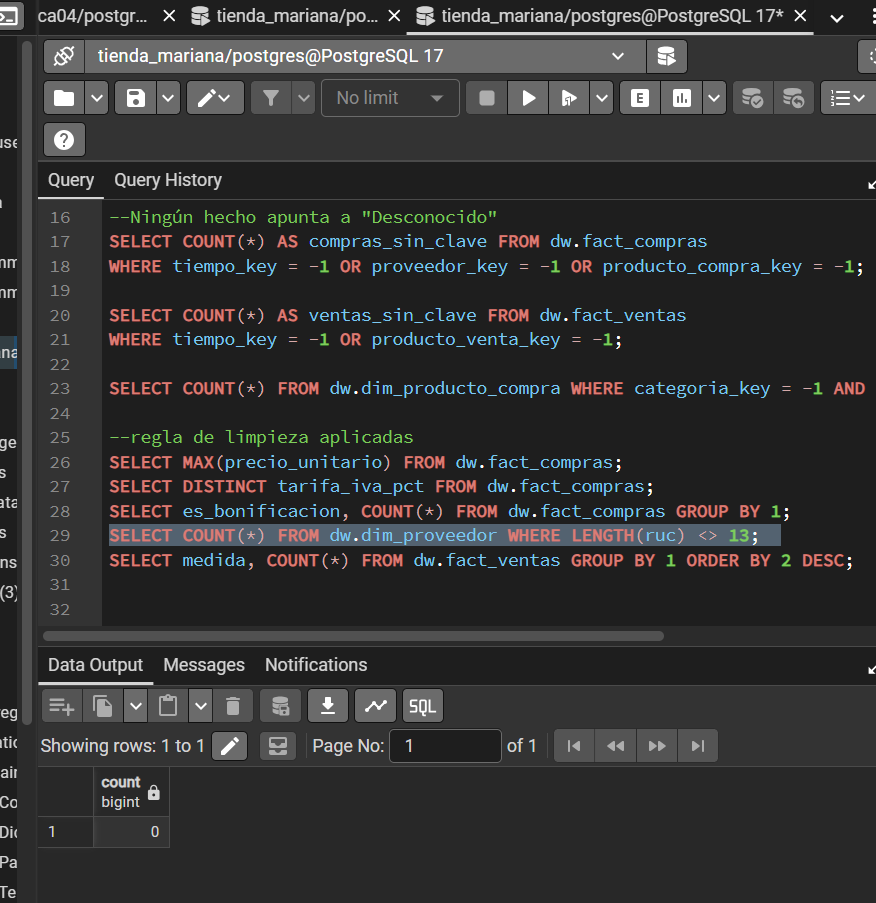 ca04/postgr...
tienda_mariana/po...
tienda_mariana/postgres@PostgreSQL 17*
tienda_mariana/postgres@PostgreSQL 17
No limit
E
Query
Query History
16 --Ningún hecho apunta a "Desconocido"
17 SELECT COUNT(*) AS compras_sin_clave FROM dw.fact_compras
18 WHERE tiempo_key = -1 OR proveedor_key = -1 OR producto_compra_key = -1;
19
20 SELECT COUNT(*) AS ventas_sin_clave FROM dw.fact_ventas
21 WHERE tiempo_key = -1 OR producto_venta_key = -1;
22
23 SELECT COUNT(*) FROM dw.dim_producto_compra WHERE categoria_key = -1 AND
24
25 --regla de limpieza aplicadas
26 SELECT MAX(precio_unitario) FROM dw.fact_compras;
27 SELECT DISTINCT tarifa_iva_pct FROM dw.fact_compras;
28 SELECT es_bonificacion, COUNT(*) FROM dw.fact_compras GROUP BY 1;
29 SELECT COUNT(*) FROM dw.dim_proveedor WHERE LENGTH(ruc) <> 13;
30 SELECT medida, COUNT(*) FROM dw.fact_ventas GROUP BY 1 ORDER BY 2 DESC;
31
32
Data Output
Messages
Notifications
SQL
Showing rows: 1 to 1
Page No:
1
of 1
count
bigint
1
0